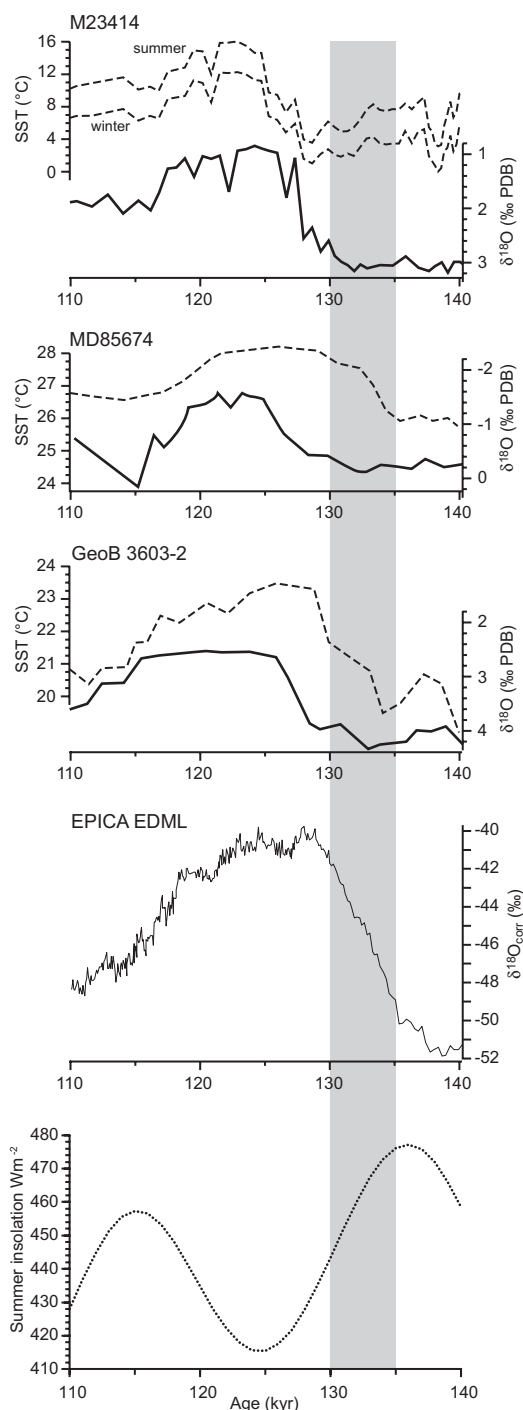 M23414
16
12
8
4
0
SST (°C)
summer
winter
1
2
3
δ18O (‰ PDB)
110 120 130 140
MD85674
28
27
26
25
24
SST (°C)
-2
-1
0
δ18O (‰ PDB)
110 120 130 140
GeoB 3603-2
24
23
22
21
20
SST (°C)
2
3
4
δ18O (‰ PDB)
110 120 130 140
EPICA EDML
-40
-42
-44
-46
-48
-50
-52
δ18Ocorr (‰)
110 120 130 140
480
470
460
450
440
430
420
410
Summer insolation Wm-2
110 120 130 140
Age (kyr)